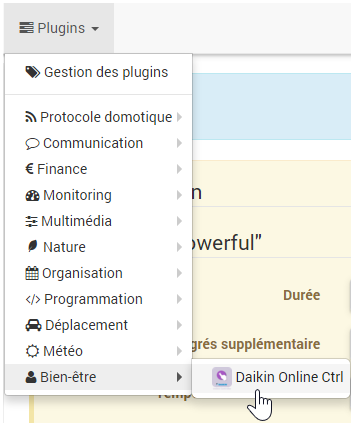 Plugins
Gestion des plugins
Protocole domotique
Communication
€ Finance
Monitoring
n
Multimédia
Nature
owerful"
Organisation
</> Programmation
Durée
Déplacement
Météo
grés supplémentaire
Bien-être
Daikin Online Ctrl